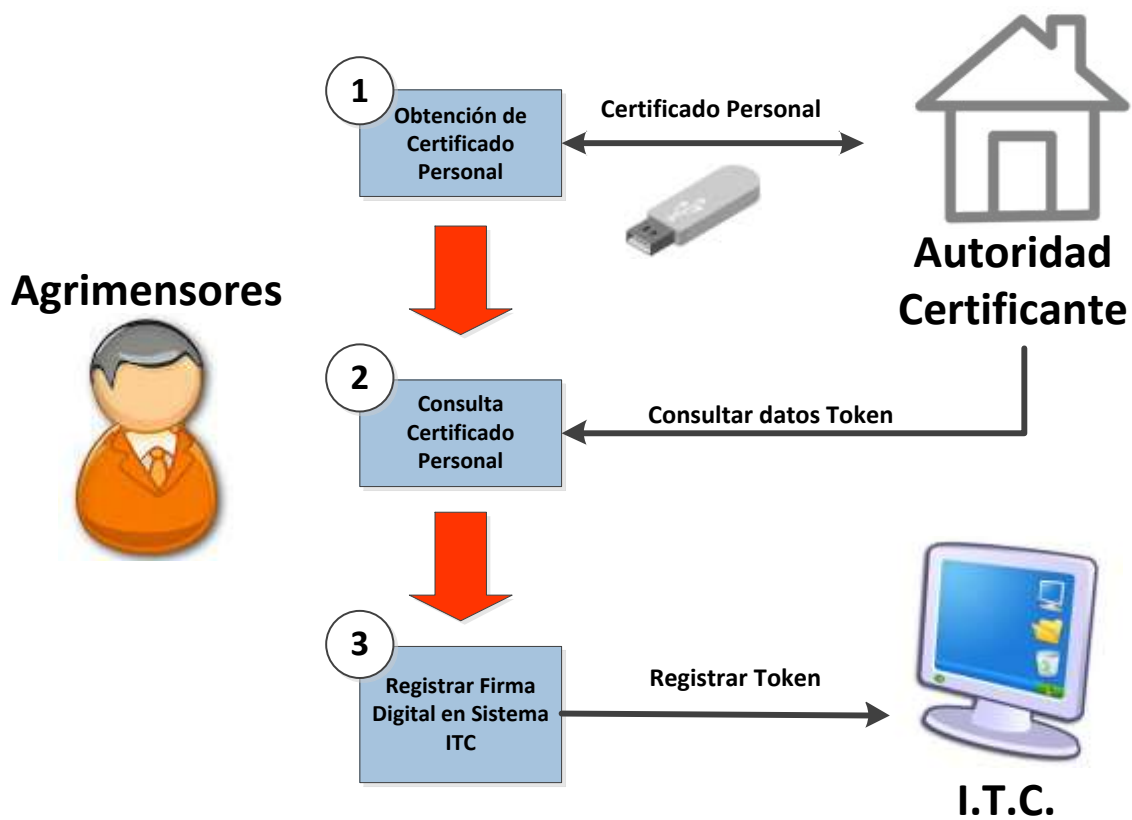 Agrimensores
1
Obtención de
Certificado
Personal
Certificado Personal
Autoridad
Certificante
2
Consulta
Certificado
Personal
Consultar datos Token
3
Registrar Firma
Digital en Sistema
ITC
Registrar Token
I.T.C.